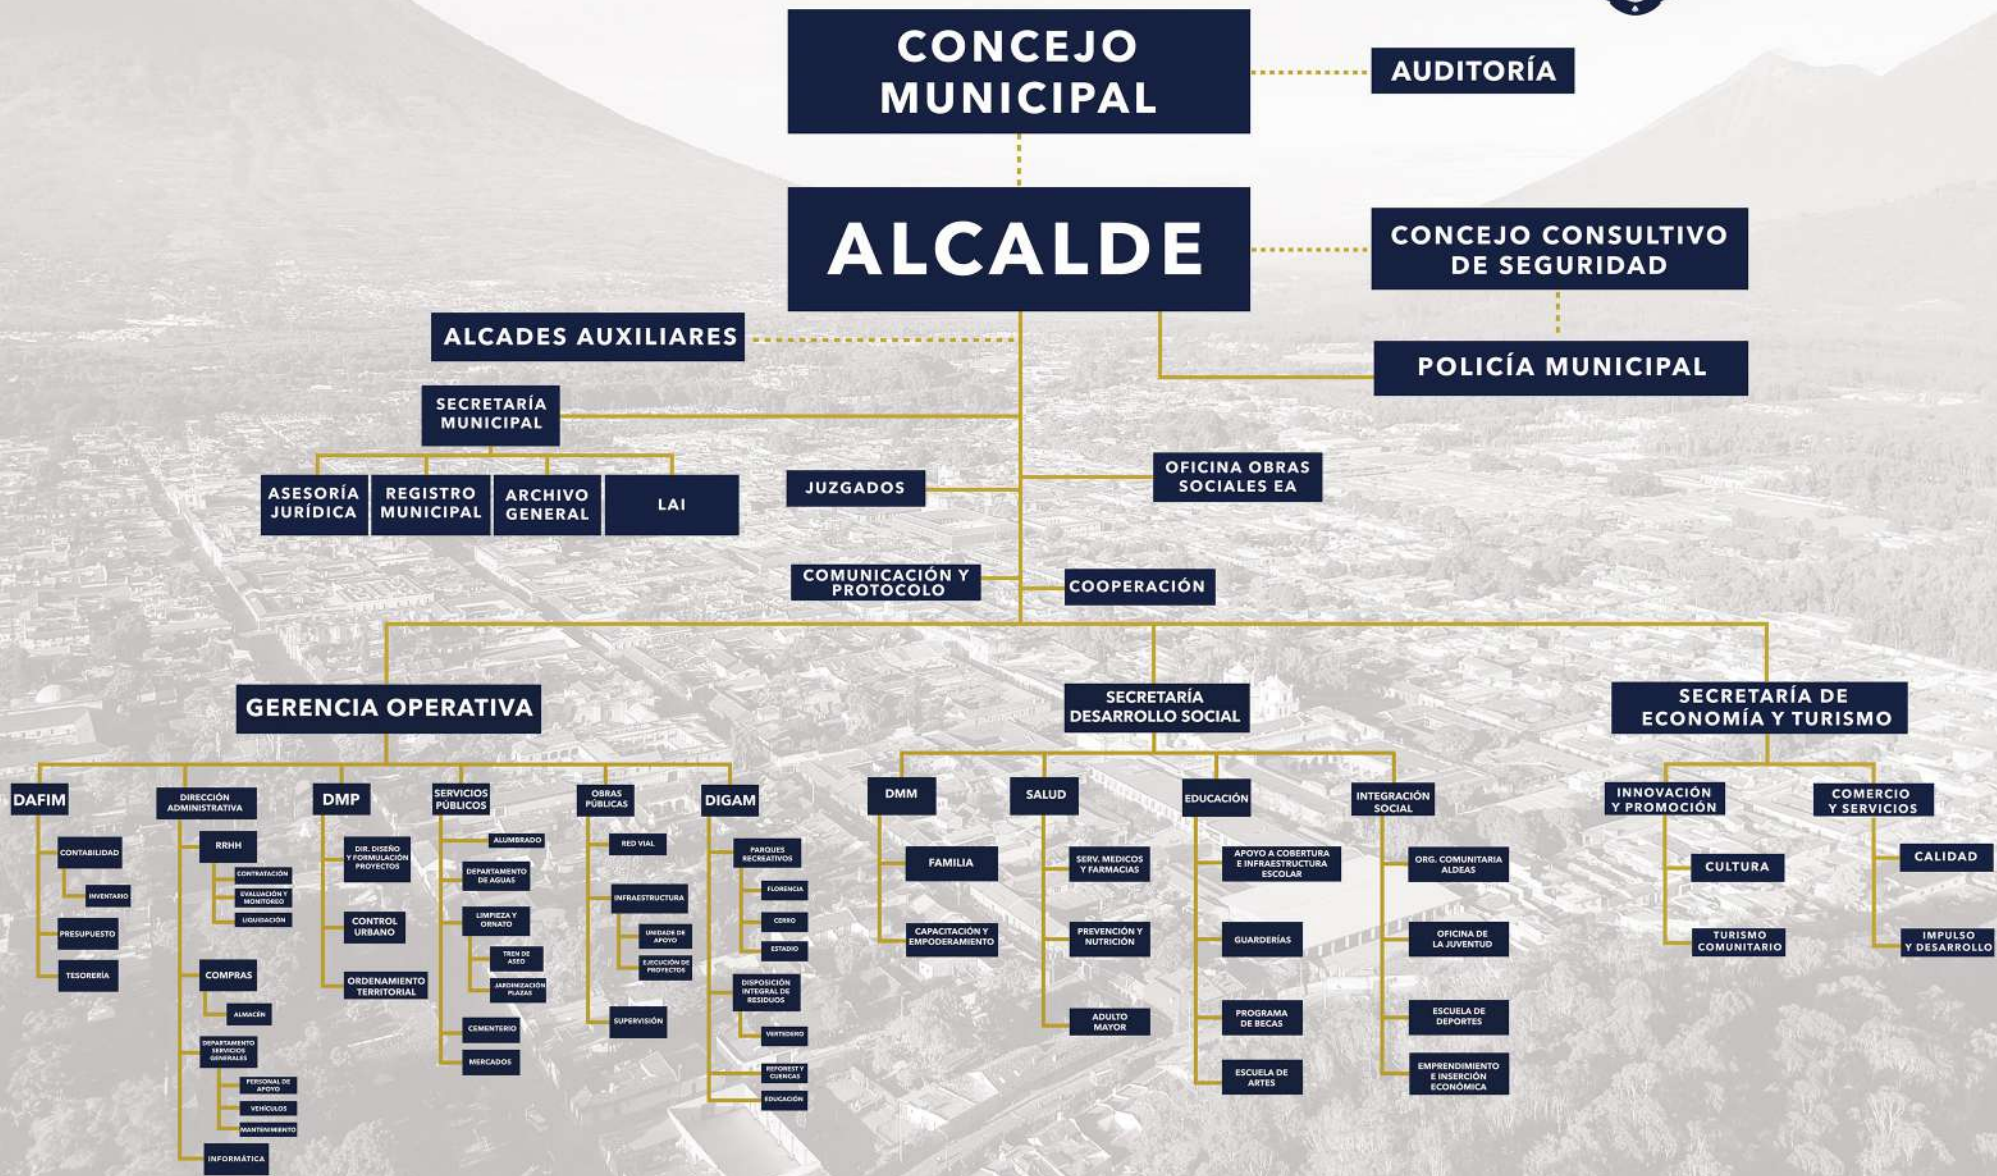 CONCEJO
MUNICIPAL
AUDITORÍA
ALCALDE
CONCEJO CONSULTIVO
DE SEGURIDAD
ALCADES AUXILIARES
POLICÍA MUNICIPAL
SECRETARÍA
MUNICIPAL
ASESORÍA
JURÍDICA
REGISTRO
MUNICIPAL
ARCHIVO
GENERAL
LAI
JUZGADOS
OFICINA OBRAS
SOCIALES EA
COMUNICACIÓN Y
PROTOCOLO
COOPERACIÓN
GERENCIA OPERATIVA
SECRETARÍA
DESARROLLO SOCIAL
SECRETARÍA DE
ECONOMÍA Y TURISMO
DAFIM
CONTABILIDAD
INVENTARIO
PRESUPUESTO
TESORERÍA
DIRECCIÓN
ADMINISTRATIVA
RRHH
CONTRATACIÓN
EVALUACIÓN Y
MONITOREO
LIQUIDACIÓN
COMPRAS
ALMACÉN
DEPARTAMENTO
SERVICIOS
GENERALES
PERSONAL DE
APOYO
VEHÍCULOS
MANTENIMIENTO
INFORMÁTICA
DMP
DIR. DISEÑO
Y FORMULACIÓN
PROYECTOS
CONTROL
URBANO
ORDENAMIENTO
TERRITORIAL
SERVICIOS
PÚBLICOS
ALUMBRADO
DEPARTAMENTO
DE AGUAS
LIMPIEZA Y
ORNATO
TREN DE
ASEO
JARDINIZACIÓN
PLAZAS
CEMENTERIO
MERCADOS
OBRAS
PÚBLICAS
RED VIAL
INFRAESTRUCTURA
UNIDADE DE
APOYO
EJECUCIÓN DE
PROYECTOS
SUPERVISIÓN
DIGAM
PARQUES
RECREATIVOS
FLORENCIA
CERRO
ESTADIO
DISPOSICIÓN
INTEGRAL DE
RESIDUOS
VERTEDERO
REFOREST Y
CUENCAS
EDUCACIÓN
DMM
FAMILIA
CAPACITACIÓN Y
EMPODERAMIENTO
SALUD
SERV. MEDICOS
Y FARMACIAS
PREVENCIÓN Y
NUTRICIÓN
ADULTO
MAYOR
EDUCACIÓN
APOYO A COBERTURA
E INFRAESTRUCTURA
ESCOLAR
GUARDERÍAS
PROGRAMA
DE BECAS
ESCUELA DE
ARTES
INTEGRACIÓN
SOCIAL
ORG. COMUNITARIA
ALDEAS
OFICINA DE
LA JUVENTUD
ESCUELA DE
DEPORTES
EMPRENDIMIENTO
E INSERCIÓN
ECONÓMICA
INNOVACIÓN
Y PROMOCIÓN
CULTURA
TURISMO
COMUNITARIO
COMERCIO
Y SERVICIOS
CALIDAD
IMPULSO
Y DESARROLLO